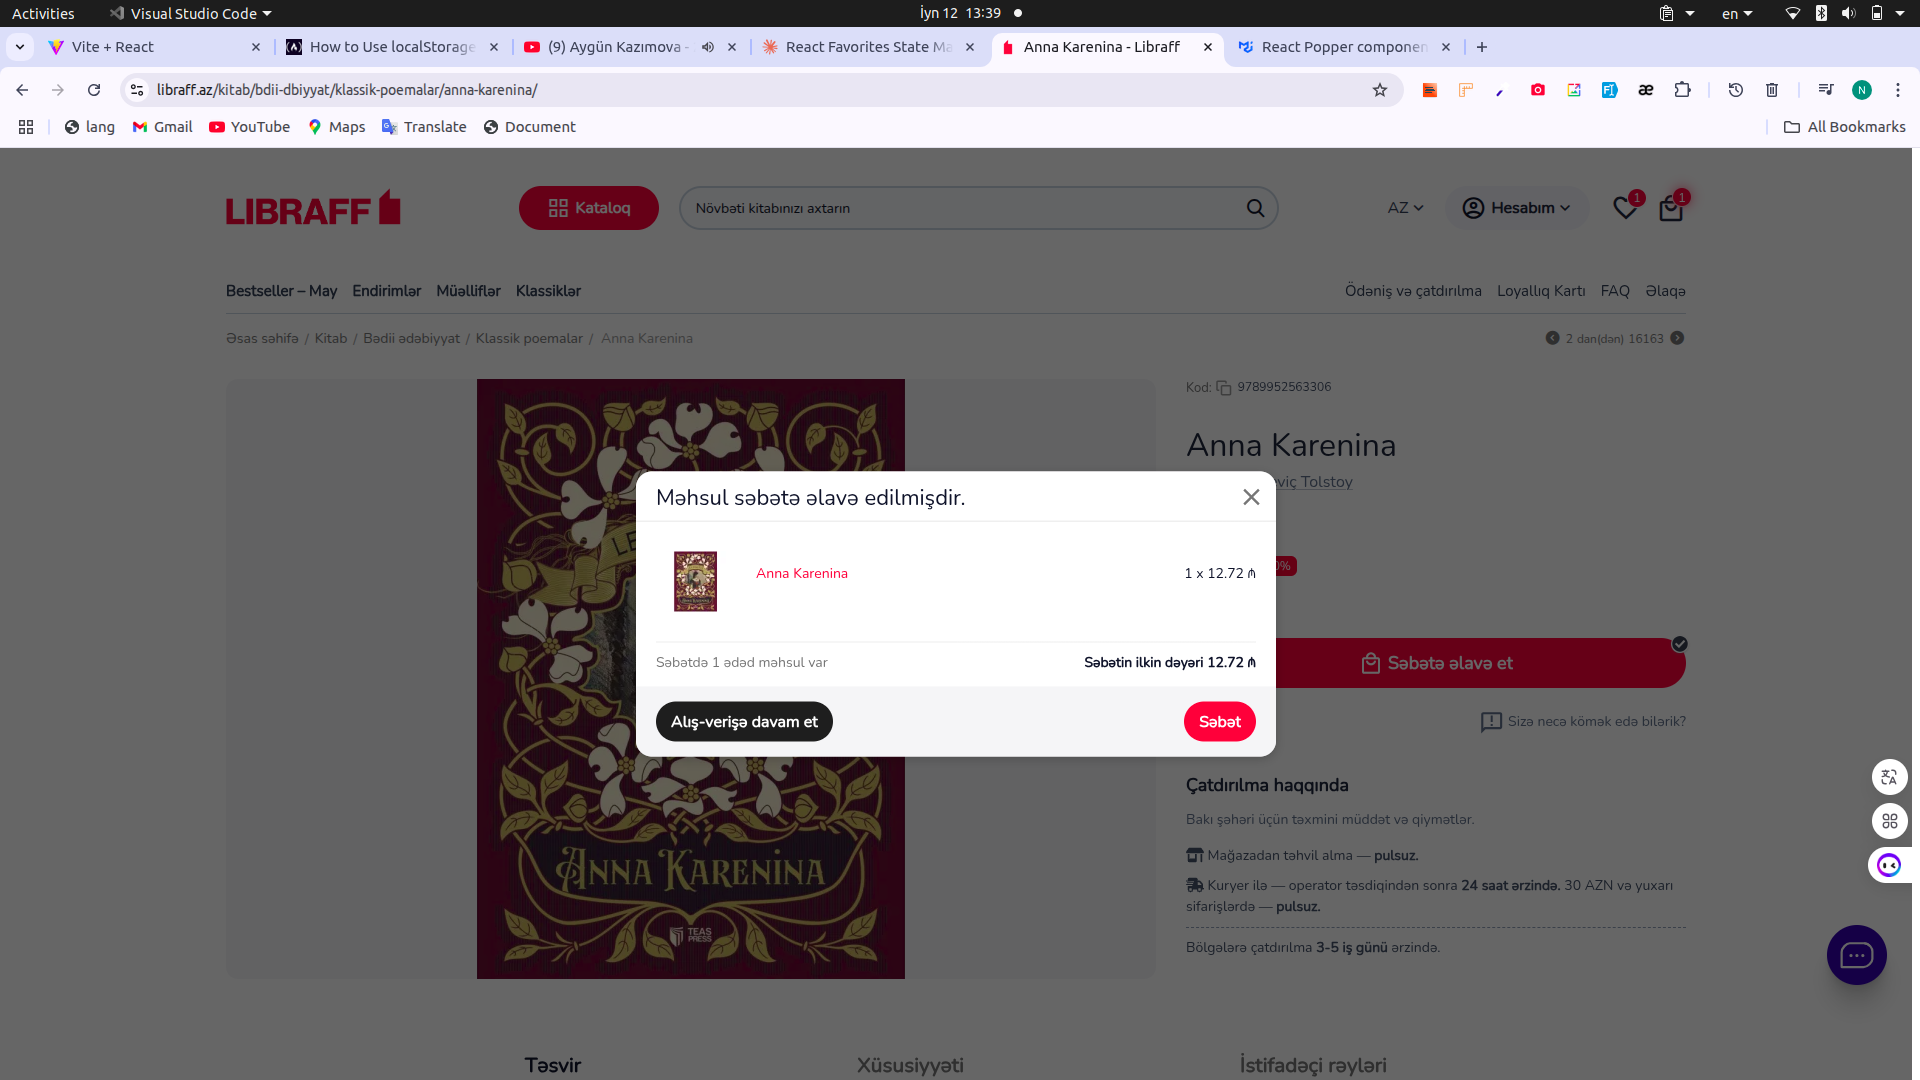 Activities
Visual Studio Code
İyn 12 13:39
en
Vite + React
How to Use localStorage
(9) Aygün Kazımova -
React Favorites State Ma
Anna Karenina - Libraff
React Popper componen
libraff.az/kitab/bdii-dbiyyat/klassik-poemalar/anna-karenina/
N
lang
Gmail
YouTube
Maps
Translate
Document
All Bookmarks
LIBRAFF
Kataloq
Növbəti kitabınızı axtarın
AZ
Hesabım
1
1
Bestseller – May
Endirimlər
Müəlliflər
Klassiklər
Ödəniş və çatdırılma
Loyallıq Kartı
FAQ
Əlaqə
Əsas səhifə / Kitab / Bədii ədəbiyyat / Klassik poemalar / Anna Karenina
2 dan(dən) 16163
Kod: 9789952563306
Anna Karenina
viç Tolstoy
Məhsul səbətə əlavə edilmişdir.
Anna Karenina
1 x 12.72 ₼
0%
Səbətdə 1 ədəd məhsul var
Səbətin ilkin dəyəri 12.72 ₼
Səbətə əlavə et
Alış-verişə davam et
Səbət
Sizə necə kömək edə bilərik?
Çatdırılma haqqında
Bakı şəhəri üçün təxmini müddət və qiymətlər.
Mağazadan təhvil alma — pulsuz.
Kuryer ilə — operator təsdiqindən sonra 24 saat ərzində. 30 AZN və yuxarı
sifarişlərdə — pulsuz.
Bölgələrə çatdırılma 3-5 iş günü ərzində.
ANNA KARENİNA
TEAS
PRESS
Təsvir
Xüsusiyyəti
İstifadəçi rəyləri